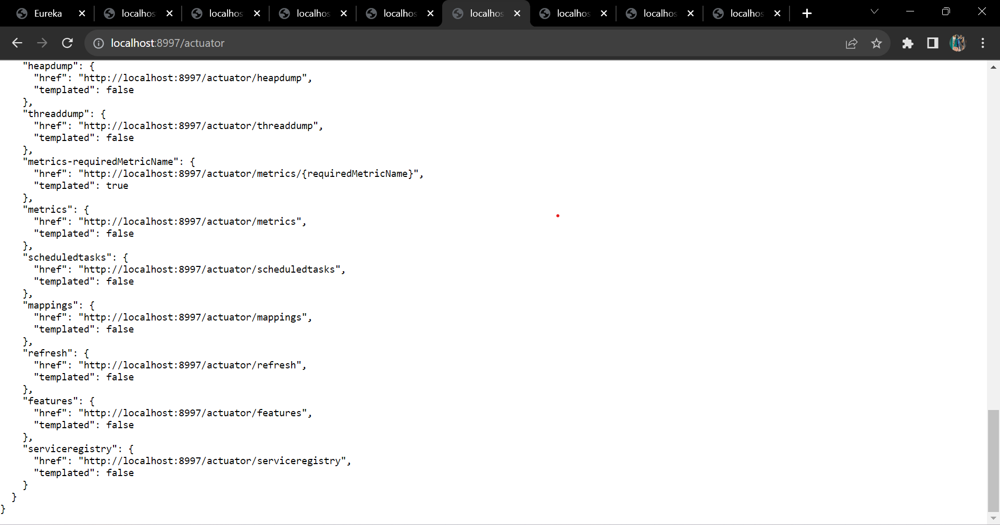 Eureka
localhos
localhos
localhos
localhos
localhos
localhos
localhos
localhos
localhost:8997/actuator
"heapdump": {
"href": "http://localhost:8997/actuator/heapdump",
"templated": false
},
"threaddump": {
"href": "http://localhost:8997/actuator/threaddump",
"templated": false
},
"metrics-requiredMetricName": {
"href": "http://localhost:8997/actuator/metrics/{requiredMetricName}",
"templated": true
},
"metrics": {
"href": "http://localhost:8997/actuator/metrics",
"templated": false
},
"scheduledtasks": {
"href": "http://localhost:8997/actuator/scheduledtasks",
"templated": false
},
"mappings": {
"href": "http://localhost:8997/actuator/mappings",
"templated": false
},
"refresh": {
"href": "http://localhost:8997/actuator/refresh",
"templated": false
},
"features": {
"href": "http://localhost:8997/actuator/features",
"templated": false
},
"serviceregistry": {
"href": "http://localhost:8997/actuator/serviceregistry",
"templated": false
}
}
}